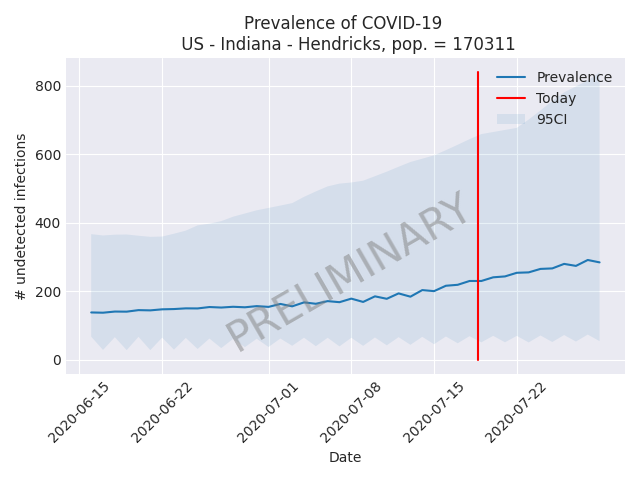 Prevalence of COVID-19
US - Indiana - Hendricks, pop. = 170311
Prevalence
Today
95CI
800
600
400
200
0
# undetected infections
PRELIMINARY
2020-06-15
2020-06-22
2020-07-01
2020-07-08
2020-07-15
2020-07-22
Date